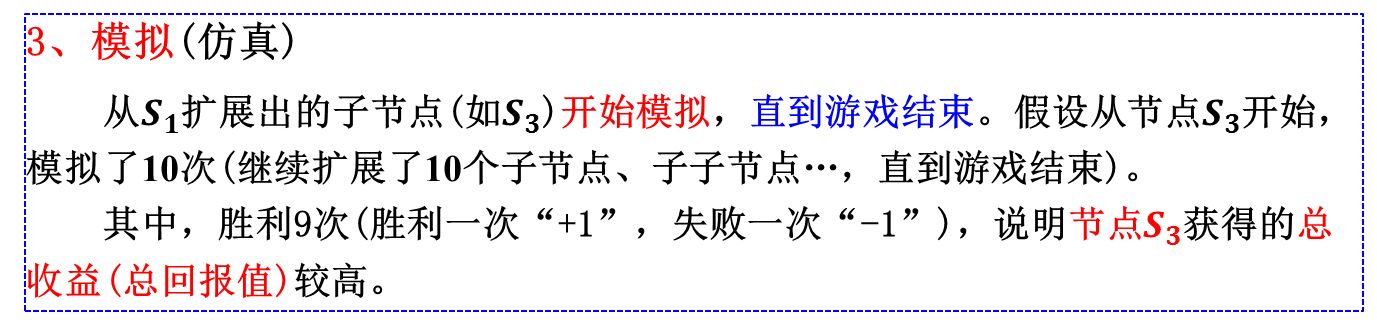 3、模拟(仿真)
从S₁扩展出的子节点(如S₃)开始模拟，直到游戏结束。假设从节点S₃开始，
模拟了10次(继续扩展了10个子节点、子子节点…，直到游戏结束)。
其中，胜利9次(胜利一次“+1”，失败一次“-1”)，说明节点S₃获得的总
收益(总回报值)较高。